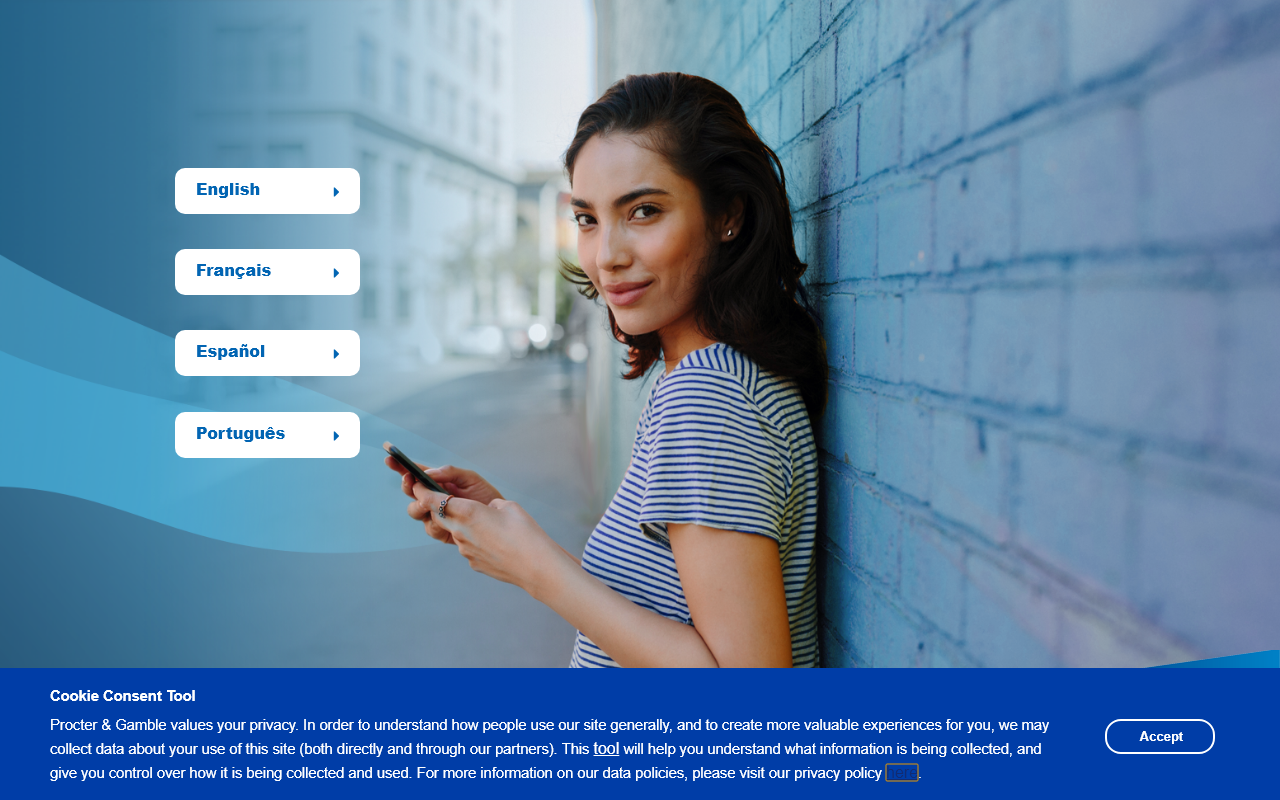 English
Français
Español
Português
Cookie Consent Tool
Procter & Gamble values your privacy. In order to understand how people use our site generally, and to create more valuable experiences for you, we may
collect data about your use of this site (both directly and through our partners). This tool will help you understand what information is being collected, and
give you control over how it is being collected and used. For more information on our data policies, please visit our privacy policy here.
Accept